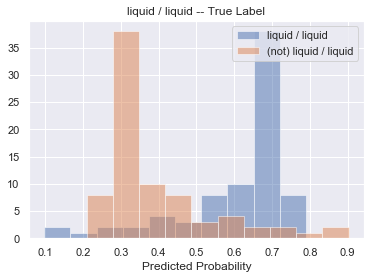 liquid / liquid -- True Label
liquid / liquid
(not) liquid / liquid
35
30
25
20
15
10
5
0
0.1 0.2 0.3 0.4 0.5 0.6 0.7 0.8 0.9
Predicted Probability